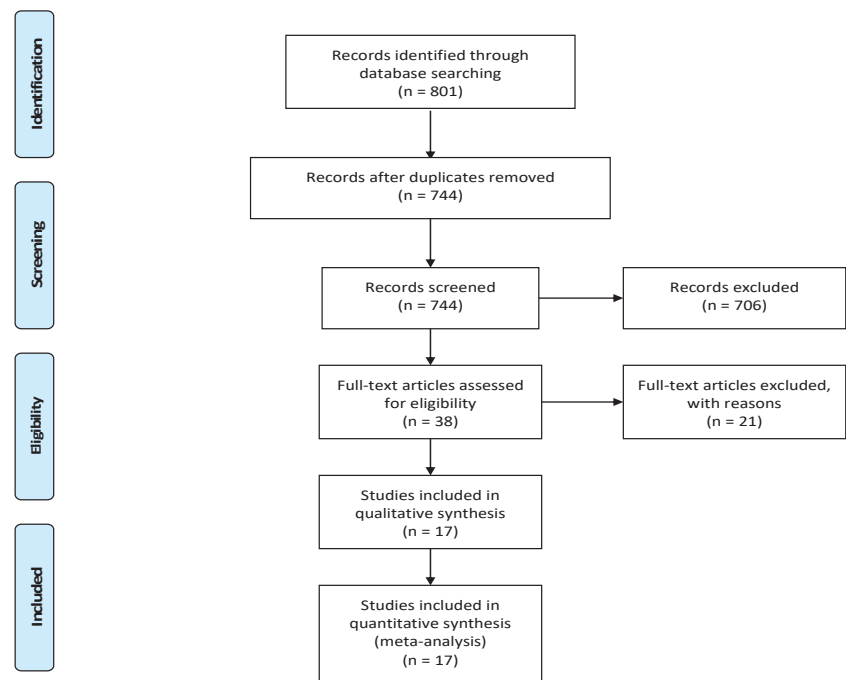 Identification
Records identified through
database searching
(n = 801)
Records after duplicates removed
(n = 744)
Screening
Records screened
(n = 744)
Records excluded
(n = 706)
Eligibility
Full-text articles assessed
for eligibility
(n = 38)
Full-text articles excluded,
with reasons
(n = 21)
Studies included in
qualitative synthesis
(n = 17)
Included
Studies included in
quantitative synthesis
(meta-analysis)
(n = 17)